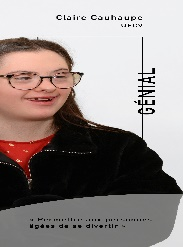 Claire Cauhaupe
GÉNIAL
« Permettre aux personnes
âgées de se divertir »